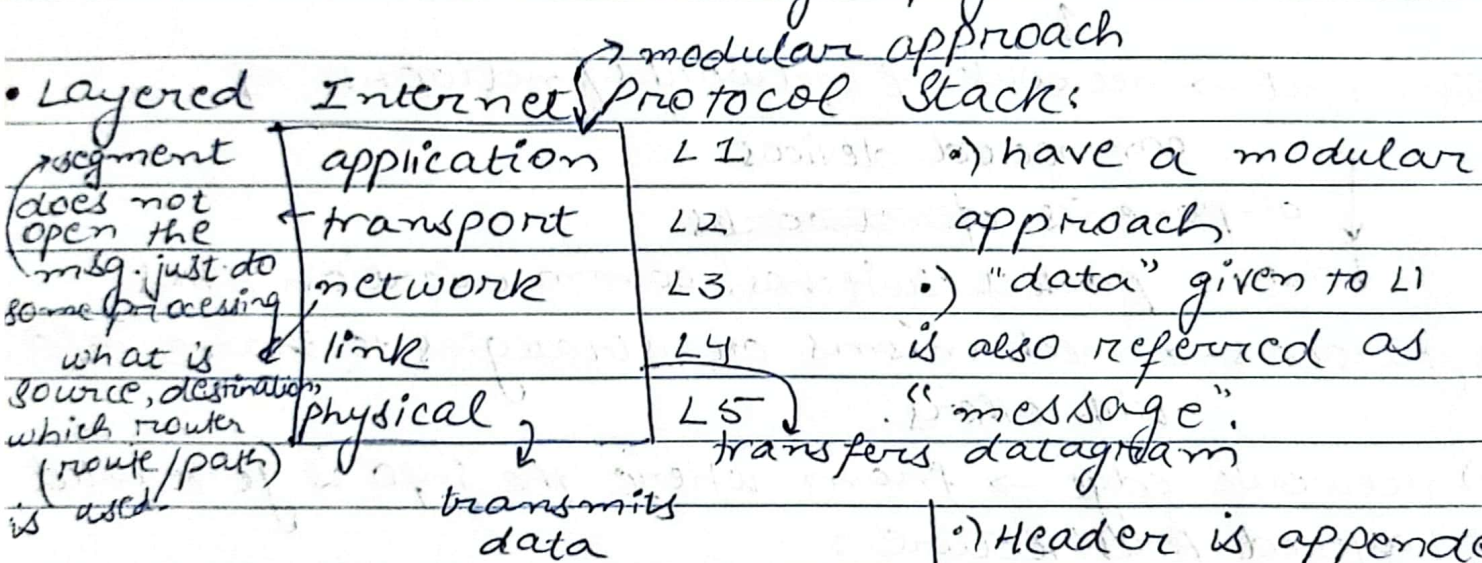 → modular approach
• Layered Internet Protocol Stack:
segment
does not
open the
msg. just do
some processing
what is
source, destination,
which router
(route/path)
is used.
application L1
transport L2
network L3
link L4
physical L5
transmits
data
transfers datagram
•) have a modular
approach
•) "data" given to L1
is also referred as
"message".
•) Header is appende